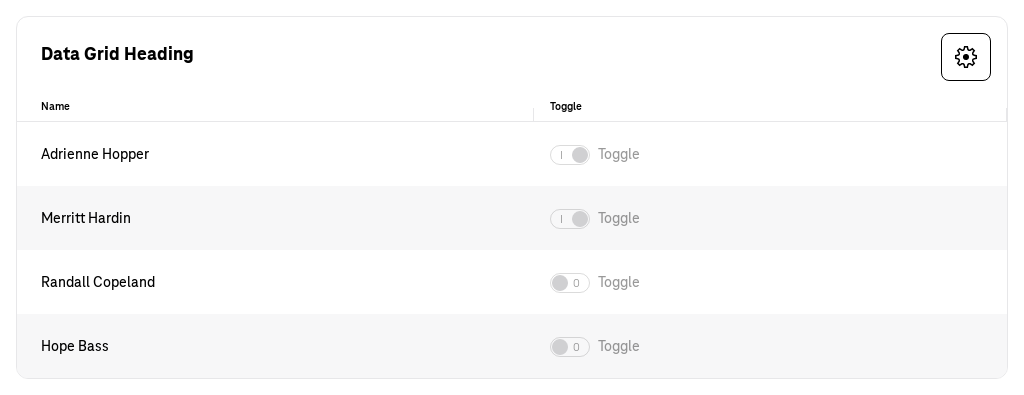 Data Grid Heading
Name Toggle
Adrienne Hopper I Toggle
Merritt Hardin I Toggle
Randall Copeland 0 Toggle
Hope Bass 0 Toggle